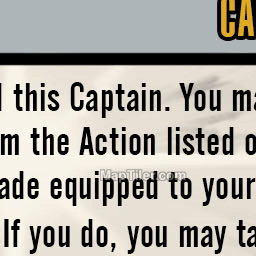 CA
this Captain. You ma
m the Action listed o
ade equipped to your
MapTiler.com
If you do, you may ta